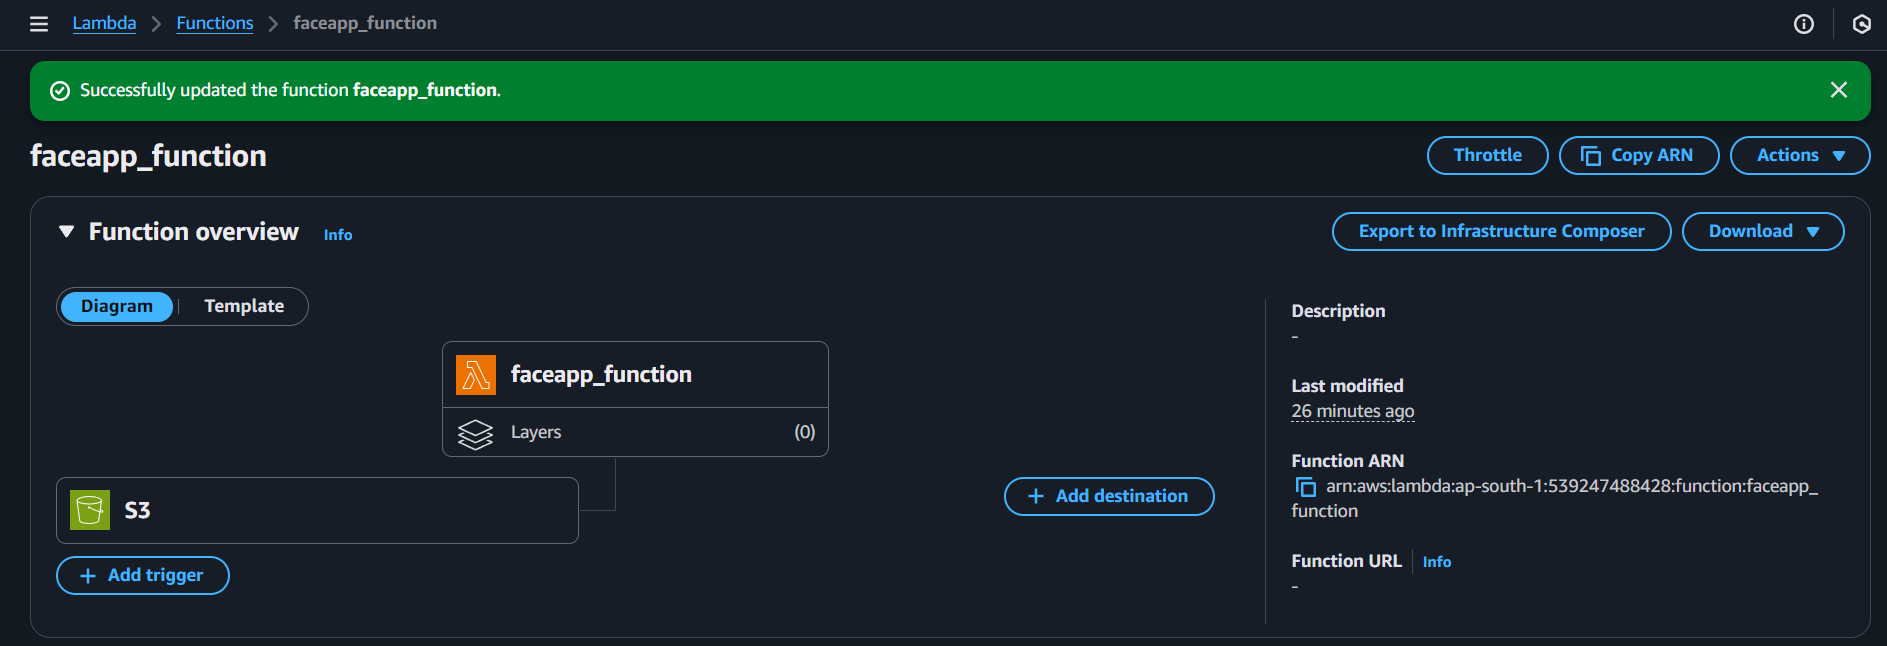 Lambda > Functions > faceapp_function
Successfully updated the function faceapp_function.
faceapp_function
Throttle
Copy ARN
Actions
Function overview
Info
Export to Infrastructure Composer
Download
Diagram
Template
faceapp_function
Layers
(0)
S3
+ Add destination
+ Add trigger
Description
-
Last modified
26 minutes ago
Function ARN
arn:aws:lambda:ap-south-1:539247488428:function:faceapp_
function
Function URL
Info
-